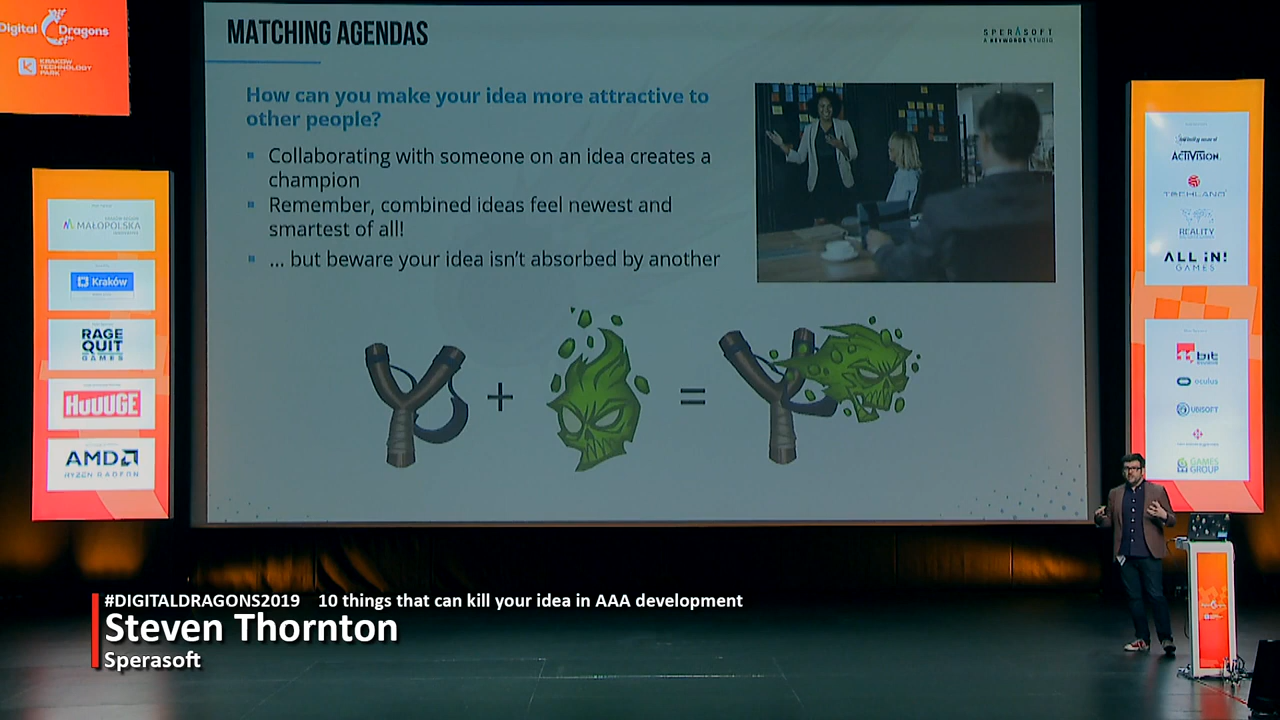 Digital Dragons
KRAKOW
TECHNOLOGY
PARK
MATCHING AGENDAS
SPERASOFT
A KEYWORDS STUDIO
How can you make your idea more attractive to
other people?
Collaborating with someone on an idea creates a
champion
Remember, combined ideas feel newest and
smartest of all!
... but beware your idea isn't absorbed by another
+
=
MAŁOPOLSKA
Kraków
RAGE
QUIT
GAMES
HUUUGE
AMD
RYZEN RADEON
ACTIVISION
TECHLAND
REALITY
ALL iN!
GAMES
11 bit
oculus
UBISOFT
GAMES
GROUP
#DIGITALDRAGONS2019 10 things that can kill your idea in AAA development
Steven Thornton
Sperasoft